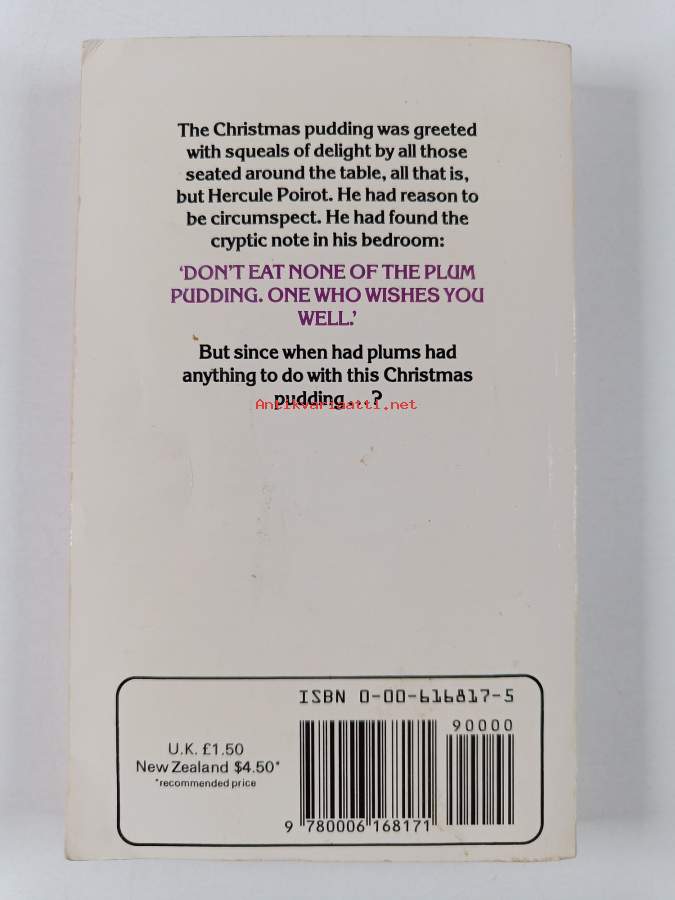 The Christmas pudding was greeted
with squeals of delight by all those
seated around the table, all that is,
but Hercule Poirot. He had reason to
be circumspect. He had found the
cryptic note in his bedroom:
‘DON’T EAT NONE OF THE PLUM
PUDDING. ONE WHO WISHES YOU
WELL.’
But since when had plums had
anything to do with this Christmas
pudding...?
Antikvariaatti.net
ISBN 0-00-616817-5
90000
U.K. £1.50
New Zealand $4.50*
*recommended price
9 780006 168171